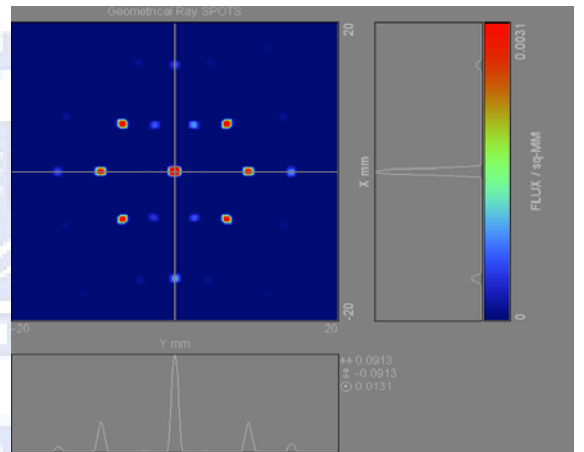 Geometrical Ray SPOTS
20
-20
X mm
0.0031
0
FLUX / sq-MM
-20
20
Y mm
0.0913
-0.0913
0.0131